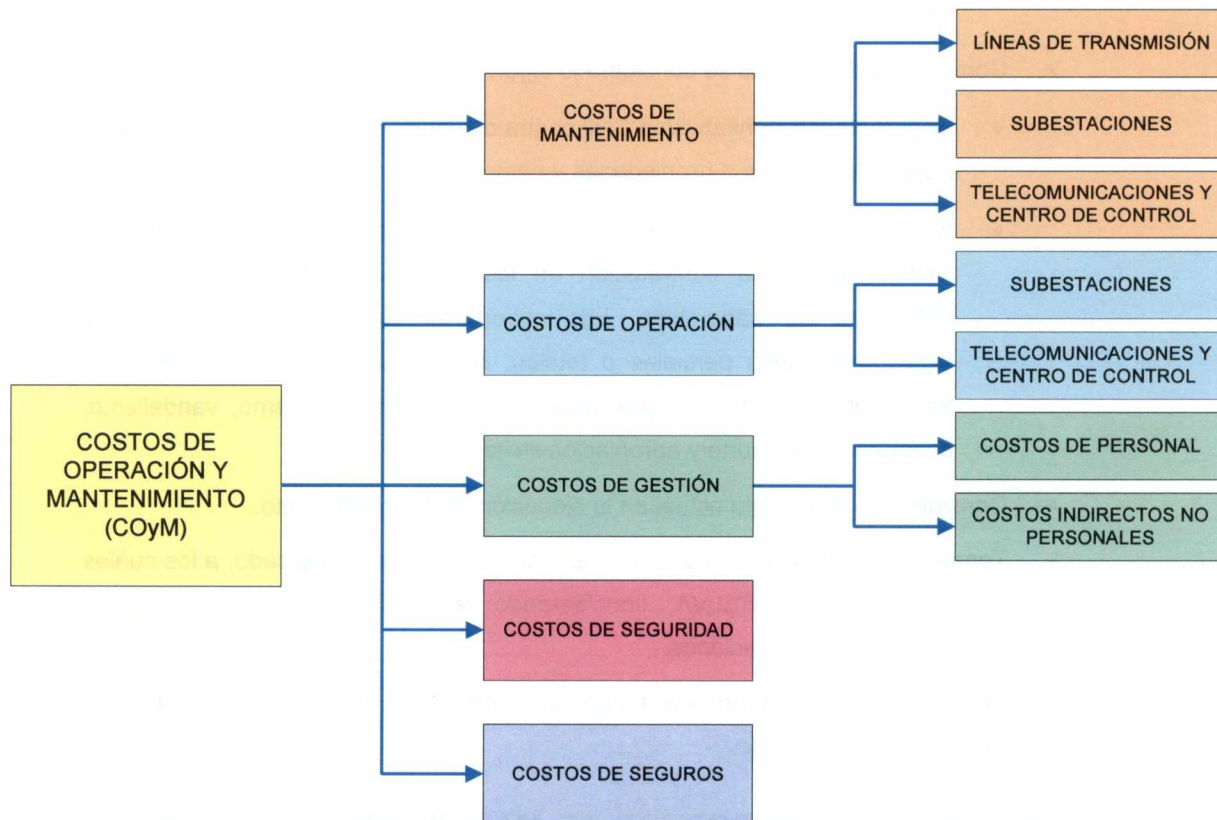 LÍNEAS DE TRANSMISIÓN
COSTOS DE
MANTENIMIENTO
SUBESTACIONES
TELECOMUNICACIONES Y
CENTRO DE CONTROL
SUBESTACIONES
COSTOS DE OPERACIÓN
TELECOMUNICACIONES Y
CENTRO DE CONTROL
COSTOS DE
OPERACIÓN Y
MANTENIMIENTO
(COyM)
COSTOS DE PERSONAL
COSTOS DE GESTIÓN
COSTOS INDIRECTOS NO
PERSONALES
COSTOS DE SEGURIDAD
COSTOS DE SEGUROS